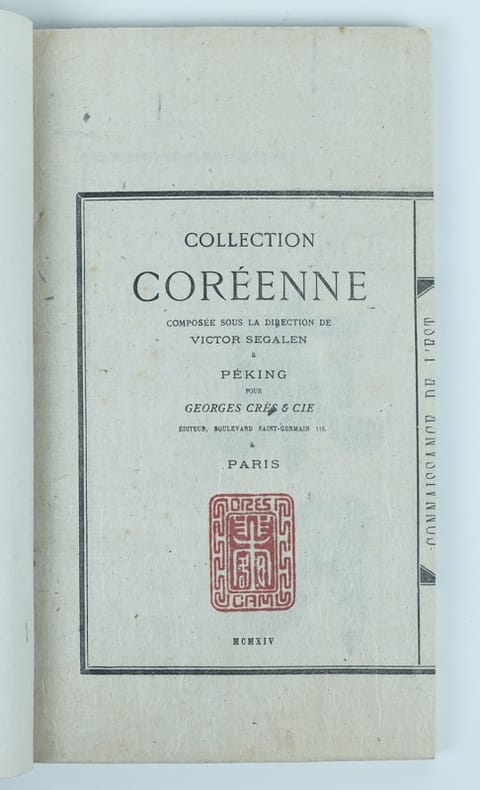 COLLECTION
CORÉENNE
COMPOSÉE SOUS LA DIRECTION DE
VICTOR SEGALEN
à
PÉKING
POUR
GEORGES CRÈS & CIE
ÉDITEUR, BOULEVARD SAINT-GERMAIN 116.
à
PARIS
CRES
CAM
MCMXIV
CONNAISSANCE DE L'EST